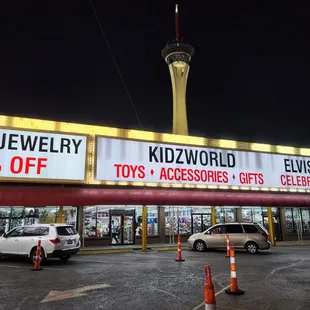 JEWELRY
% OFF
KIDZWORLD
TOYS • ACCESSORIES • GIFTS
ELVIS
CELEBR